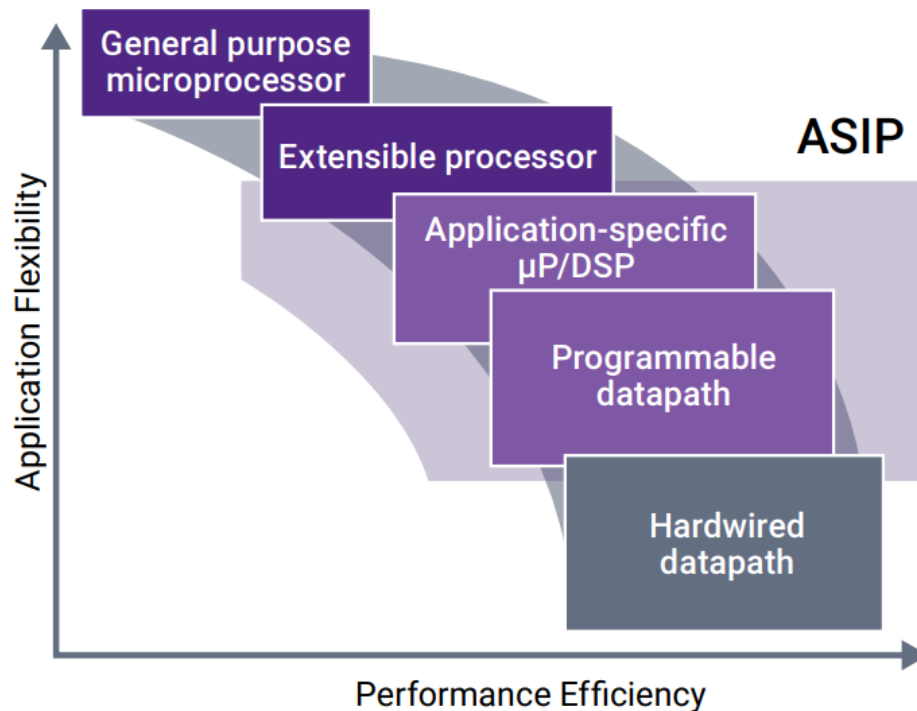 General purpose
microprocessor
Extensible processor
ASIP
Application-specific
µP/DSP
Programmable
datapath
Hardwired
datapath
Application Flexibility
Performance Efficiency